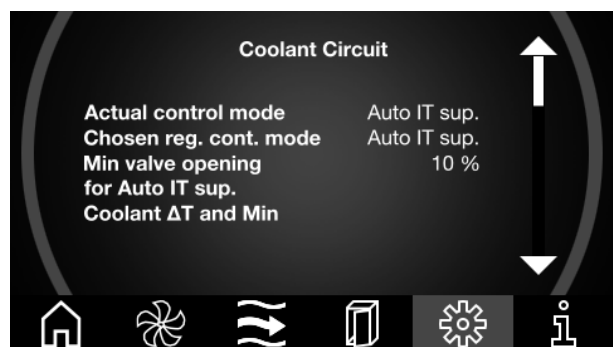 Coolant Circuit
Actual control mode Auto IT sup.
Chosen reg. cont. mode Auto IT sup.
Min valve opening 10 %
for Auto IT sup.
Coolant ΔT and Min